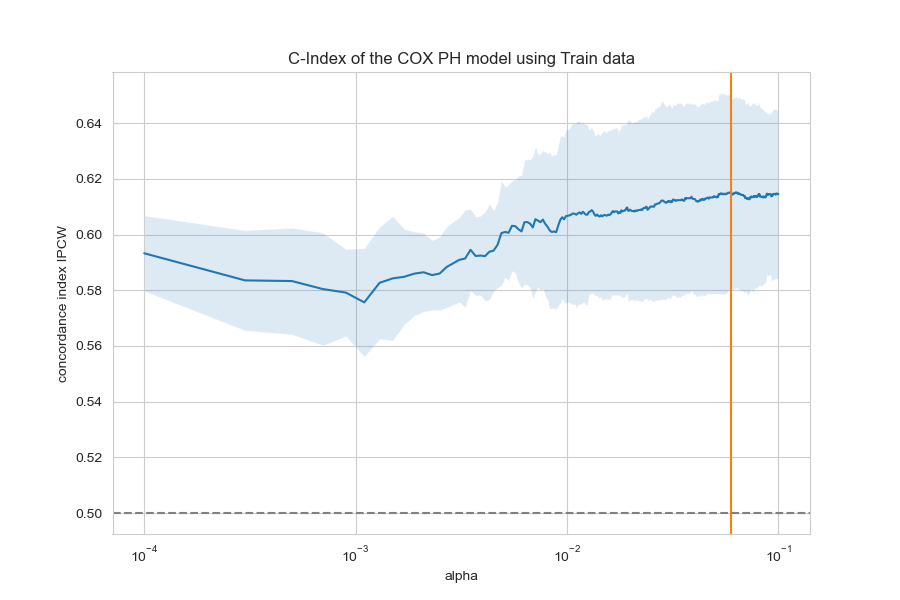 C-Index of the COX PH model using Train data
concordance index IPCW
0.64
0.62
0.60
0.58
0.56
0.54
0.52
0.50
10⁻⁴ 10⁻³ 10⁻² 10⁻¹
alpha